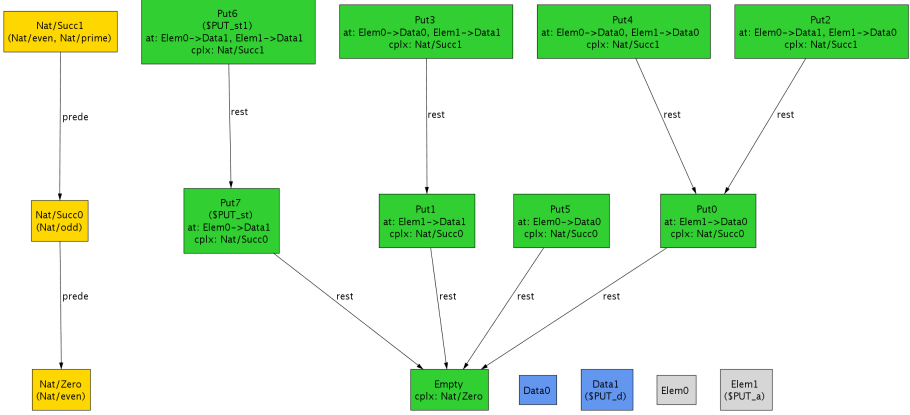 Nat/Succ1
(Nat/even, Nat/prime)
Put6
($PUT_st1)
at: Elem0->Data1, Elem1->Data1
cplx: Nat/Succ1
Put3
at: Elem0->Data0, Elem1->Data1
cplx: Nat/Succ1
Put4
at: Elem0->Data0, Elem1->Data0
cplx: Nat/Succ1
Put2
at: Elem0->Data1, Elem1->Data0
cplx: Nat/Succ1
prede
rest
rest
rest
rest
Nat/Succ0
(Nat/odd)
Put7
($PUT_st)
at: Elem0->Data1
cplx: Nat/Succ0
Put1
at: Elem1->Data1
cplx: Nat/Succ0
Put5
at: Elem0->Data0
cplx: Nat/Succ0
Put0
at: Elem1->Data0
cplx: Nat/Succ0
prede
rest
rest
rest
rest
Nat/Zero
(Nat/even)
Empty
cplx: Nat/Zero
Data0
Data1
($PUT_d)
Elem0
Elem1
($PUT_a)